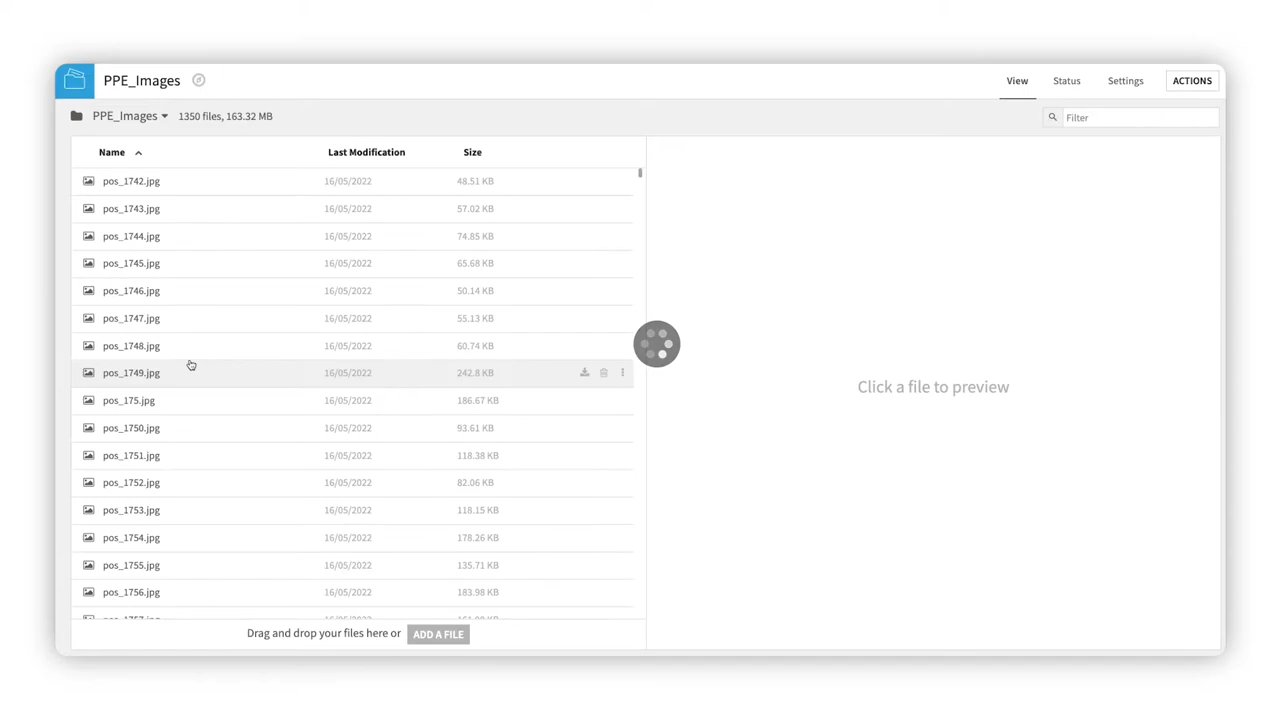 PPE_Images View Status Settings ACTIONS
PPE_Images 1350 files, 163.32 MB Filter
Name Last Modification Size
pos_1742.jpg 16/05/2022 48.51 KB
pos_1743.jpg 16/05/2022 57.02 KB
pos_1744.jpg 16/05/2022 74.85 KB
pos_1745.jpg 16/05/2022 65.68 KB
pos_1746.jpg 16/05/2022 50.14 KB
pos_1747.jpg 16/05/2022 55.13 KB
pos_1748.jpg 16/05/2022 60.74 KB
pos_1749.jpg 16/05/2022 242.8 KB
pos_175.jpg 16/05/2022 186.67 KB
pos_1750.jpg 16/05/2022 93.61 KB
pos_1751.jpg 16/05/2022 118.38 KB
pos_1752.jpg 16/05/2022 82.06 KB
pos_1753.jpg 16/05/2022 118.15 KB
pos_1754.jpg 16/05/2022 178.26 KB
pos_1755.jpg 16/05/2022 135.71 KB
pos_1756.jpg 16/05/2022 183.98 KB
Drag and drop your files here or ADD A FILE
Click a file to preview